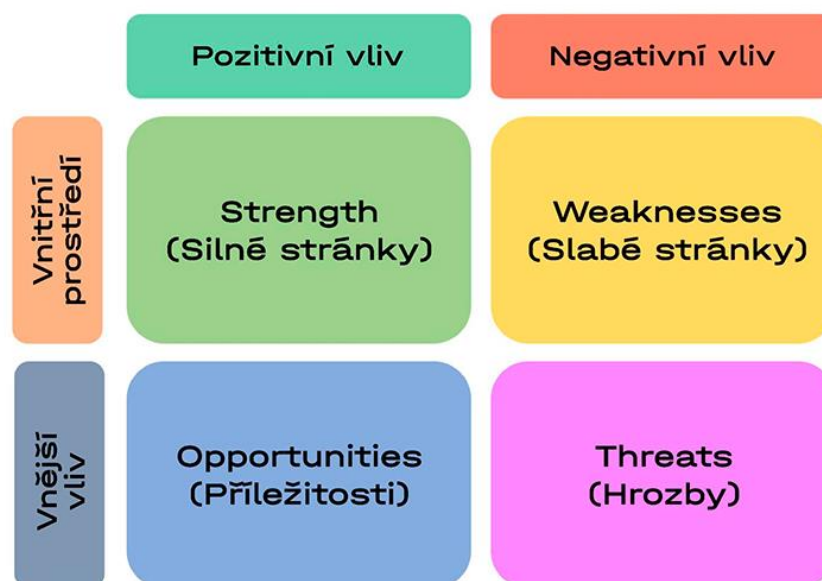 Pozitivní vliv
Negativní vliv
Vnitřní
prostředí
Strength
(Silné stránky)
Weaknesses
(Slabé stránky)
Vnější
vliv
Opportunities
(Příležitosti)
Threats
(Hrozby)